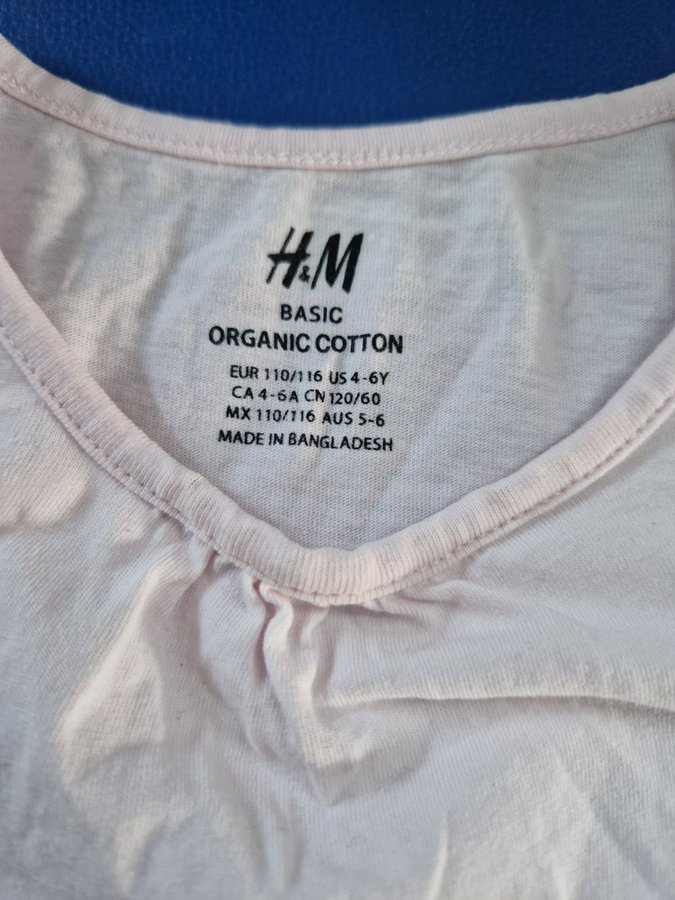 H&M
BASIC
ORGANIC COTTON
EUR 110/116 US 4-6Y
CA 4-6A CN 120/60
MX 110/116 AUS 5-6
MADE IN BANGLADESH